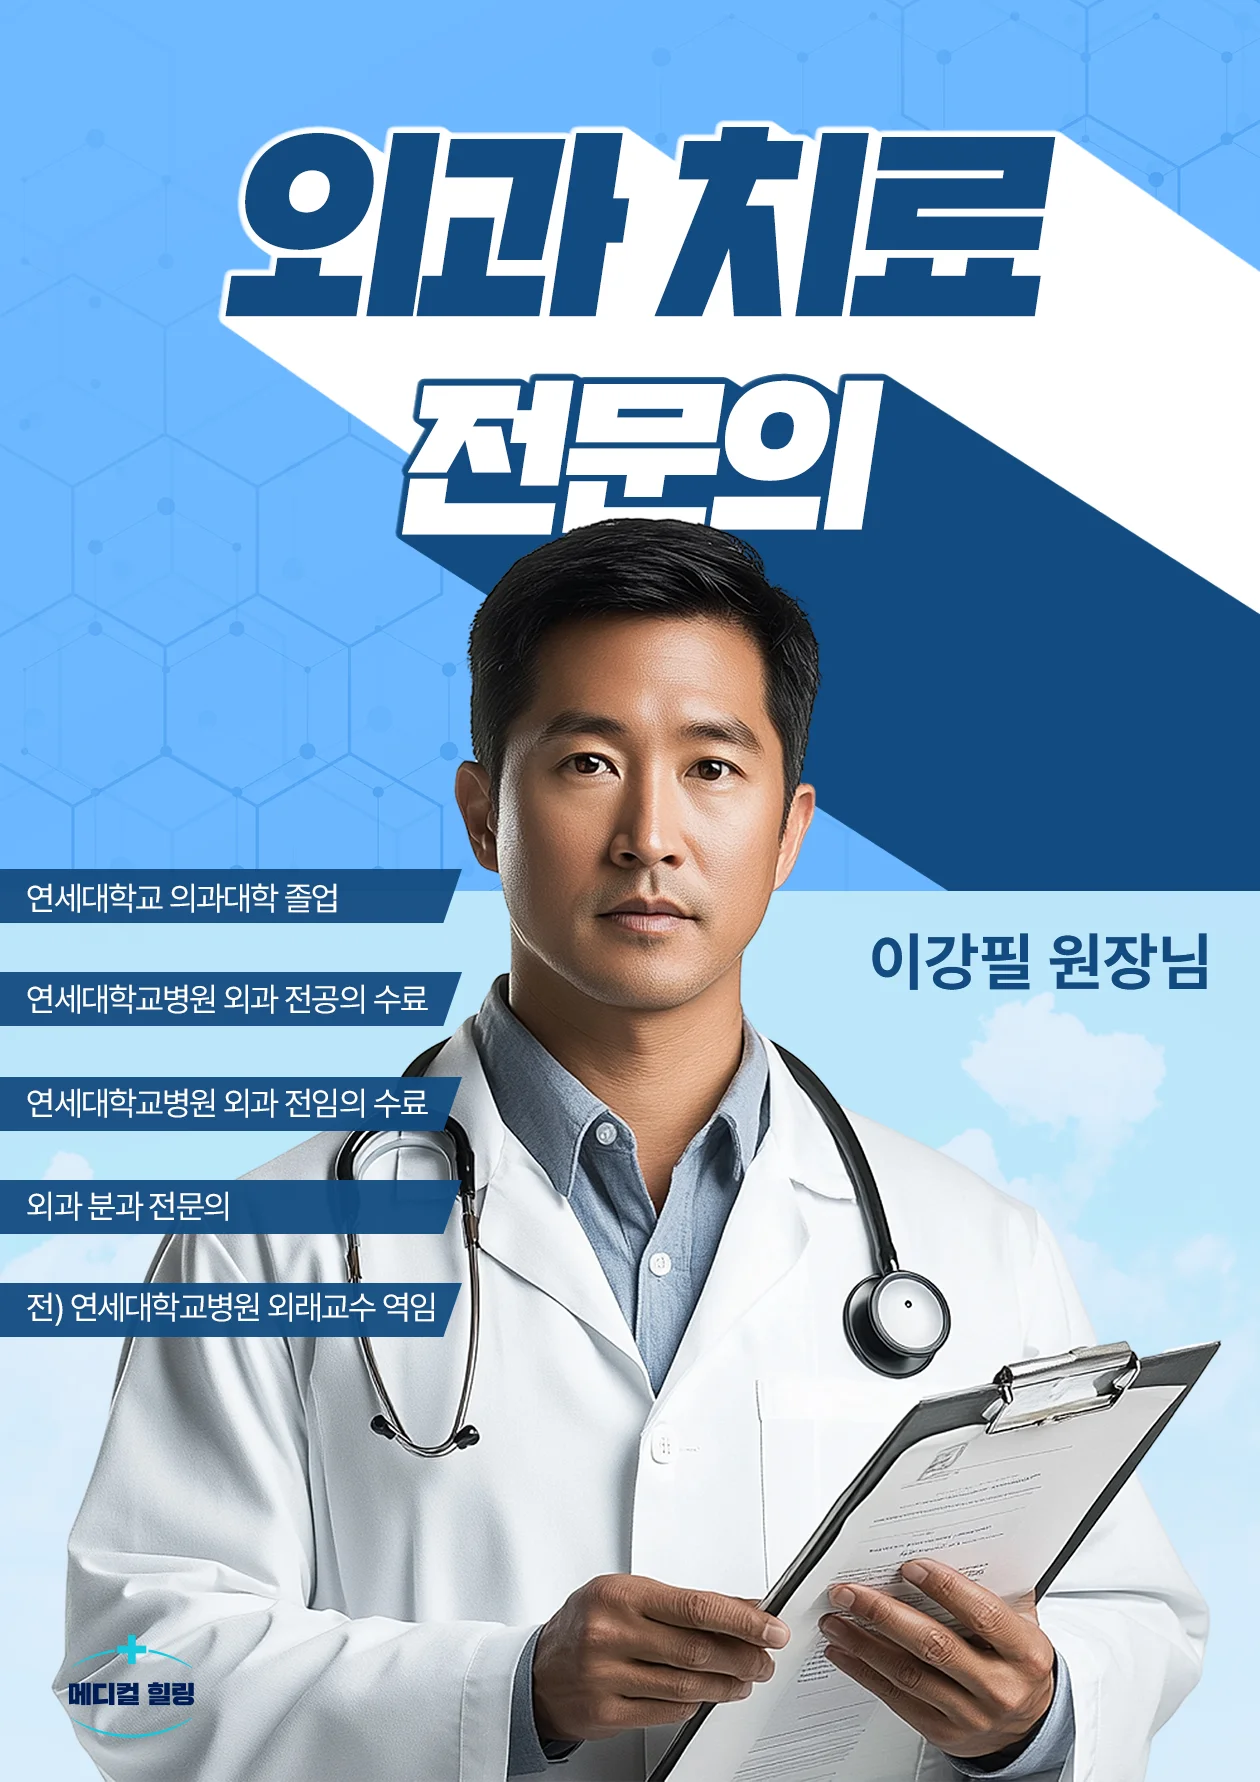 외과 치료
전문의
연세대학교 의과대학 졸업
연세대학교병원 외과 전공의 수료
연세대학교병원 외과 전임의 수료
외과 분과 전문의
전) 연세대학교병원 외래교수 역임
이강필 원장님
메디컬 힐링